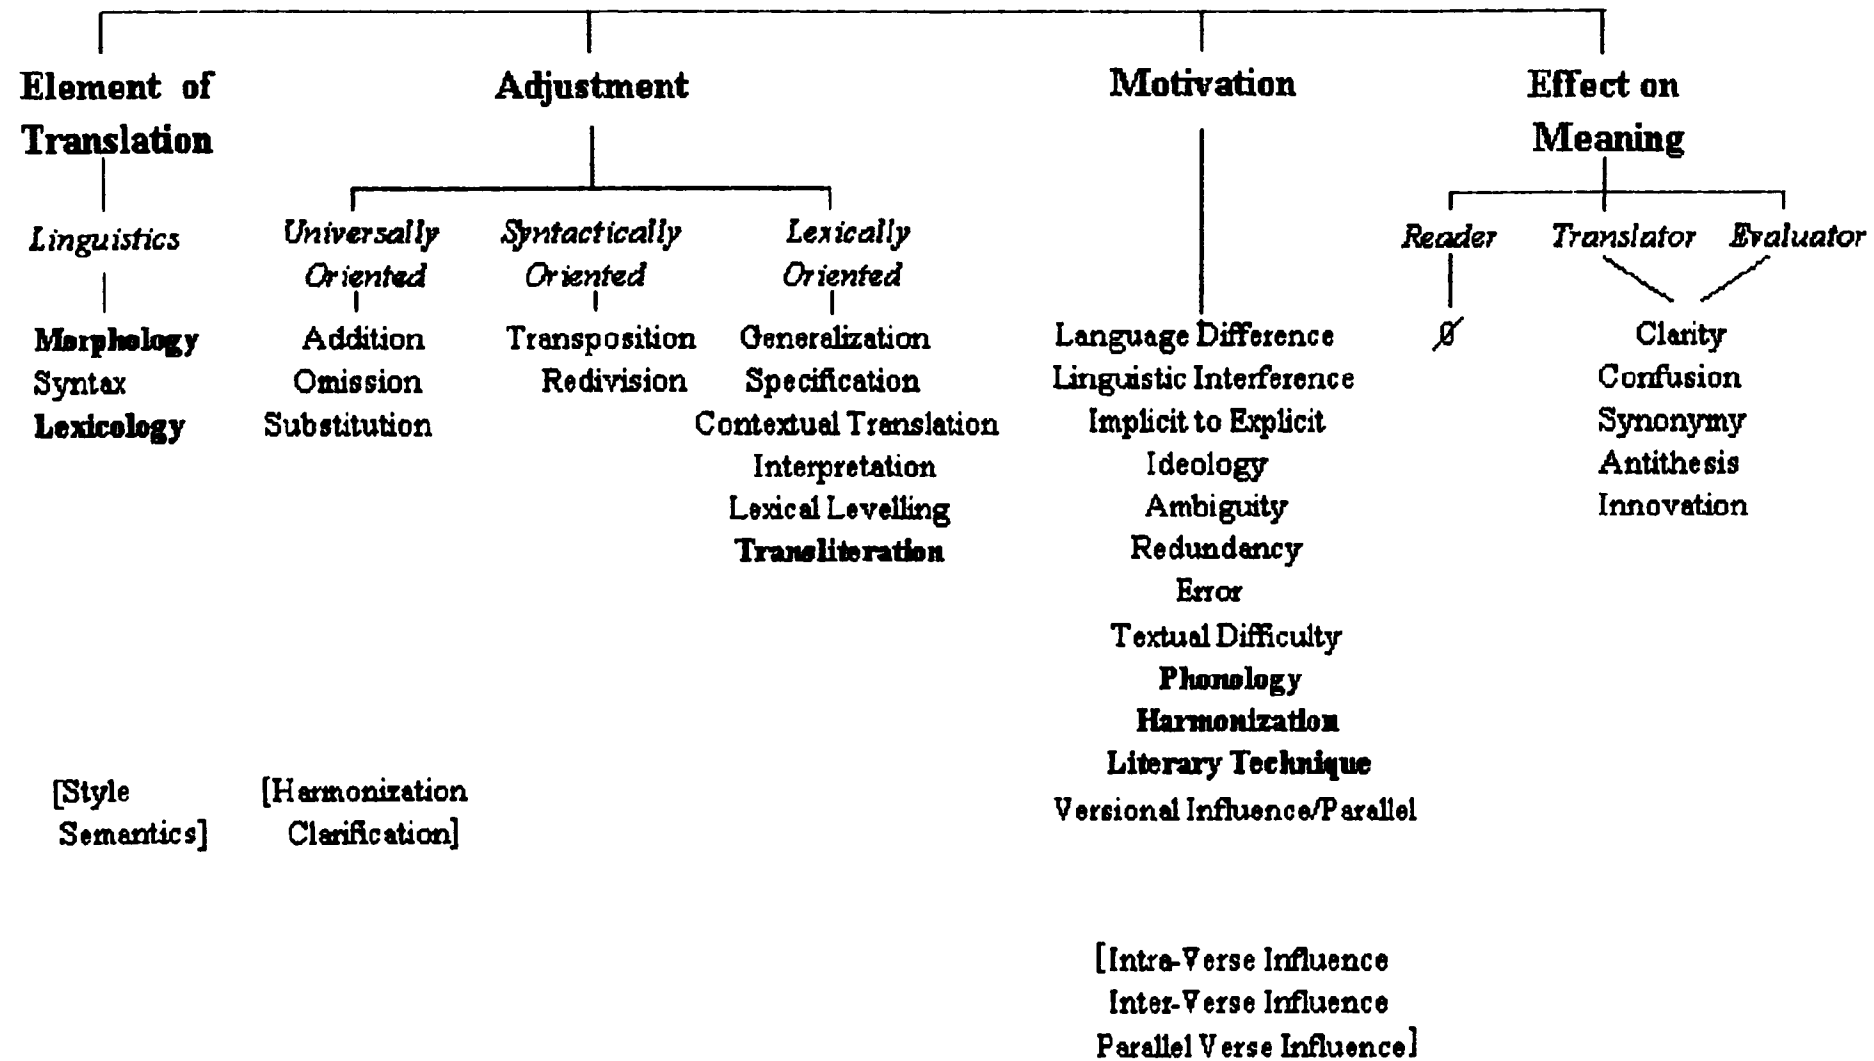 Element of
Translation
Linguistics
Morphology
Syntax
Lexicology
[Style
Semantics]
Adjustment
Universally
Oriented
Addition
Omission
Substitution
[Harmonization
Clarification]
Syntactically
Oriented
Transposition
Redivision
Lexically
Oriented
Generalization
Specification
Contextual Translation
Interpretation
Lexical Levelling
Transliteration
Motivation
Language Difference
Linguistic Interference
Implicit to Explicit
Ideology
Ambiguity
Redundancy
Error
Textual Difficulty
Phonology
Harmonization
Literary Technique
Versional Influence/Parallel
[Intra-Verse Influence
Inter-Verse Influence
Parallel Verse Influence]
Effect on
Meaning
Reader
Ø
Translator
Evaluator
Clarity
Confusion
Synonymy
Antithesis
Innovation